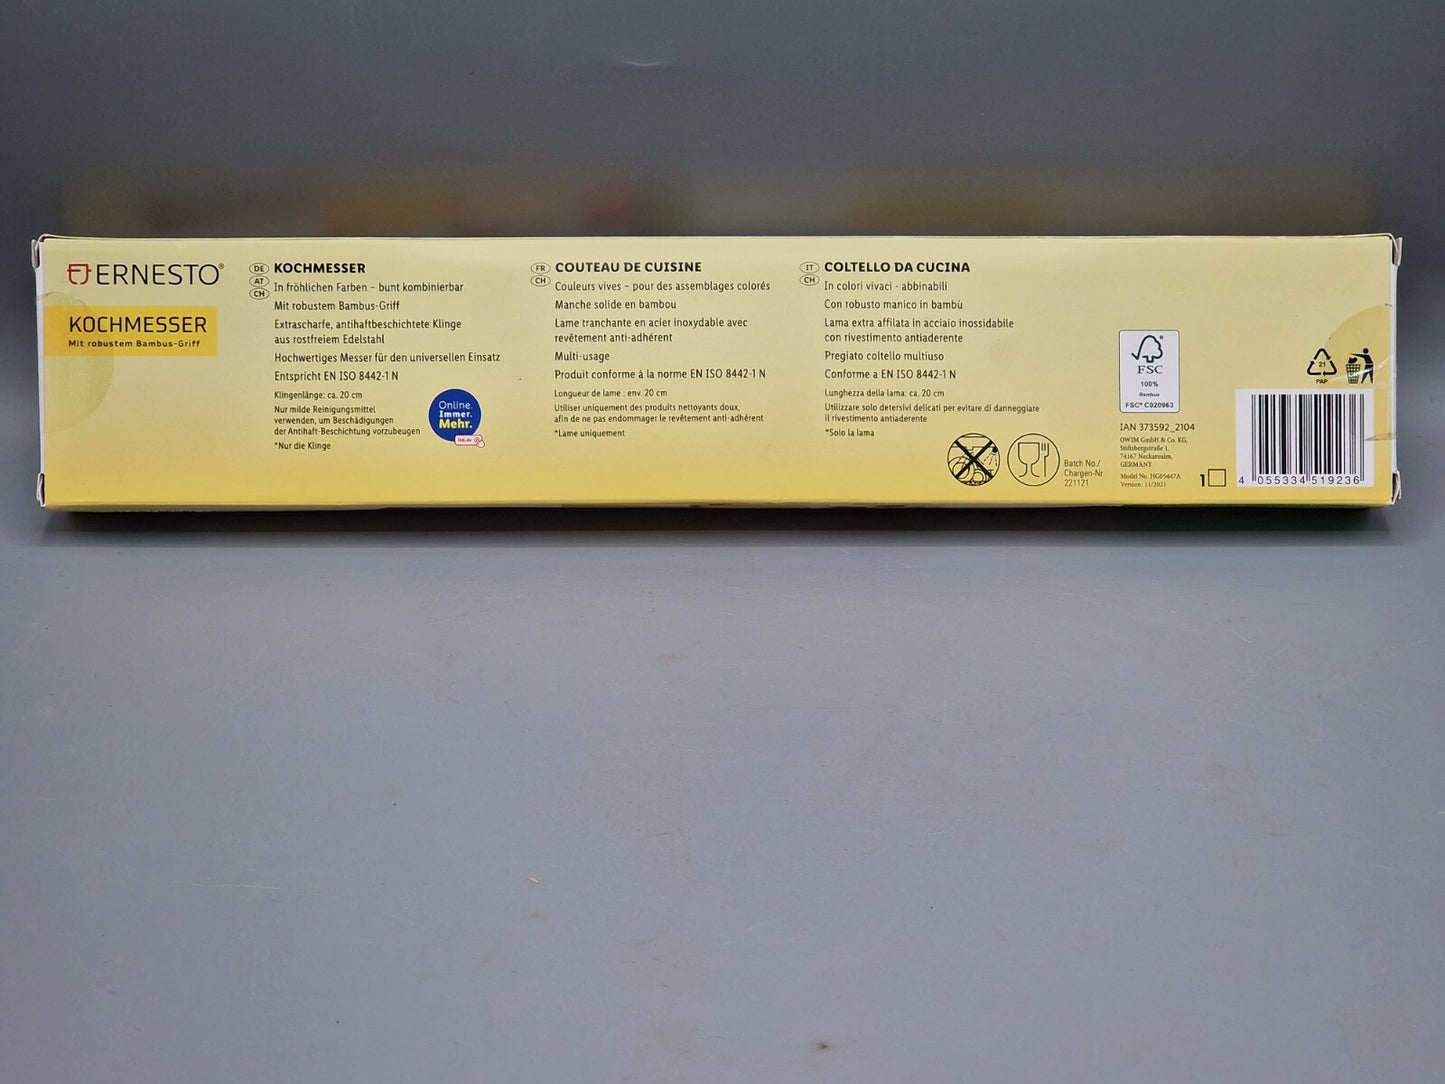 ERNESTO®
KOCHMESSER
Mit robustem Bambus-Griff
DE
AT
CH
KOCHMESSER
In fröhlichen Farben – bunt kombinierbar
Mit robustem Bambus-Griff
Extrascharfe, antihaftbeschichtete Klinge
aus rostfreiem Edelstahl
Hochwertiges Messer für den universellen Einsatz
Entspricht EN ISO 8442-1 N
Klingenlänge: ca. 20 cm
Nur milde Reinigungsmittel
verwenden, um Beschädigungen
der Antihaft-Beschichtung vorzubeugen
*Nur die Klinge
Online.
Immer.
Mehr.
FR
CH
COUTEAU DE CUISINE
Couleurs vives – pour des assemblages colorés
Manche solide en bambou
Lame tranchante en acier inoxydable avec
revêtement anti-adhérent
Multi-usage
Produit conforme à la norme EN ISO 8442-1 N
Longueur de lame : env. 20 cm
Utiliser uniquement des produits nettoyants doux,
afin de ne pas endommager le revêtement anti-adhérent
*Lame uniquement
IT
CH
COLTELLO DA CUCINA
In colori vivaci - abbinabili
Con robusto manico in bambù
Lama extra affilata in acciaio inossidabile
con rivestimento antiaderente
Pregiato coltello multiuso
Conforme a EN ISO 8442-1 N
Lunghezza della lama: ca. 20 cm
Utilizzare solo detersivi delicati per evitare di danneggiare
il rivestimento antiaderente
*Solo la lama
Batch No./
Chargen-Nr.
221121
FSC
100%
Bambus
FSC® C020963
IAN 373592_2104
OWIM GmbH & Co. KG,
Stiftsbergstraße 1,
74167 Neckarsulm,
GERMANY
Model No. HG05447A
Version: 11/2021
21
PAP
1
4 055334 519236